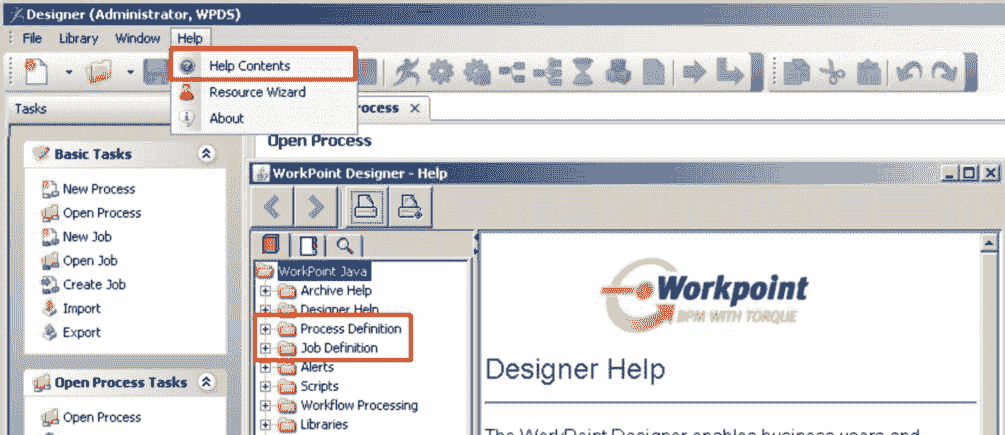 Designer (Administrator, WPDS)
File Library Window Help
Help Contents
Resource Wizard
About
Tasks
ocess
Open Process
Basic Tasks
New Process
Open Process
New Job
Open Job
Create Job
Import
Export
Open Process Tasks
Open Process
WorkPoint Designer - Help
WorkPoint Java
Archive Help
Designer Help
Process Definition
Job Definition
Alerts
Scripts
Workflow Processing
Libraries
Workpoint
BPM WITH TORQUE
Designer Help
The WorkPoint Designer enables business users and